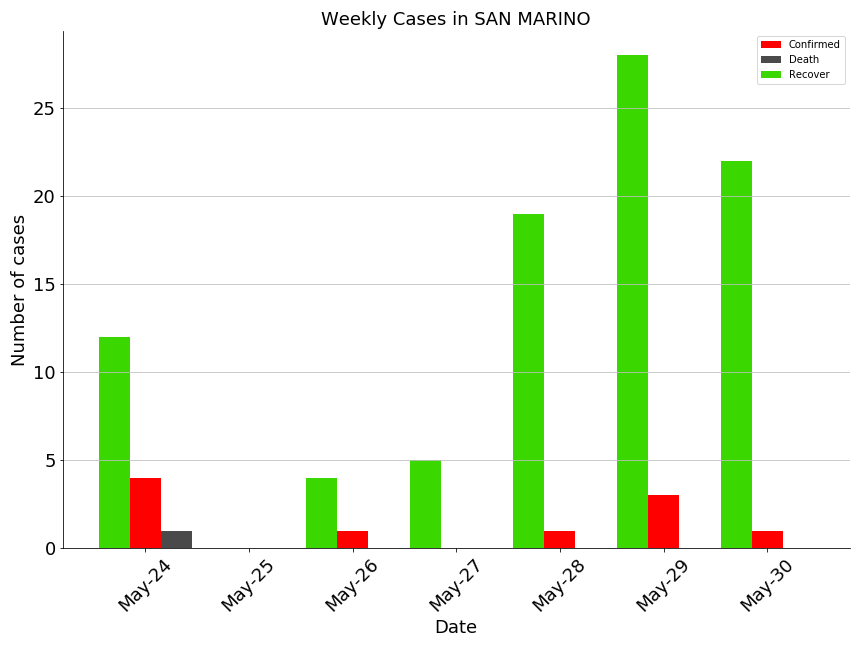 Weekly Cases in SAN MARINO
Confirmed
Death
Recover
Number of cases
25
20
15
10
5
0
May-24
May-25
May-26
May-27
May-28
May-29
May-30
Date